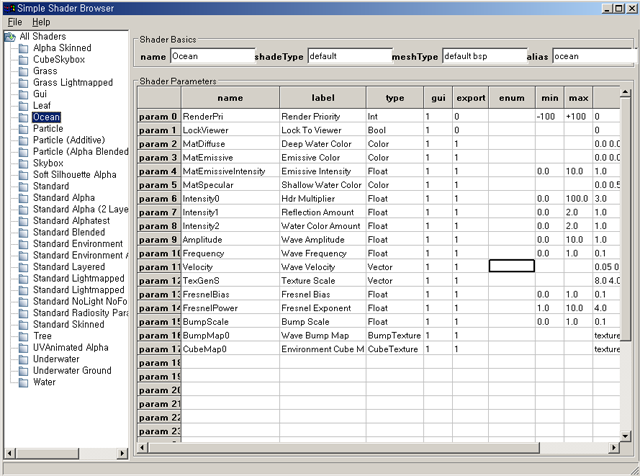 Simple Shader Browser
File Help
All Shaders
Alpha Skinned
CubeSkybox
Grass
Grass Lightmapped
Gui
Leaf
Ocean
Particle
Particle (Additive)
Particle (Alpha Blended
Skybox
Soft Silhouette Alpha
Standard
Standard Alpha
Standard Alpha (2 Laye
Standard Alphatest
Standard Blended
Standard Environment
Standard Environment A
Standard Layered
Standard Lightmapped
Standard Lightmapped
Standard NoLight NoFo
Standard Radiosity Para
Standard Skinned
Tree
UVAnimated Alpha
Underwater
Underwater Ground
Water
Shader Basics
name Ocean shadeType default meshType default bsp alias ocean
Shader Parameters
name label type gui export enum min max
param 0 RenderPri Render Priority Int 1 0 -100 +100 0
param 1 LockViewer Lock To Viewer Bool 1 0 0
param 2 MatDiffuse Deep Water Color Color 1 1 0.0 0.0
param 3 MatEmissive Emissive Color Color 1 1 0.0 0.0
param 4 MatEmissiveIntensity Emissive Intensity Float 1 1 0.0 10.0 1.0
param 5 MatSpecular Shallow Water Color Color 1 1 0.0 0.5
param 6 Intensity0 Hdr Multiplier Float 1 1 0.0 100.0 3.0
param 7 Intensity1 Reflection Amount Float 1 1 0.0 2.0 1.0
param 8 Intensity2 Water Color Amount Float 1 1 0.0 2.0 1.0
param 9 Amplitude Wave Amplitude Float 1 1 0.0 10.0 1.0
param 10 Frequency Wave Frequency Float 1 1 0.0 1.0 0.1
param 11 Velocity Wave Velocity Vector 1 1 0.05 0
param 12 TexGenS Texture Scale Vector 1 1 8.0 4.0
param 13 FresnelBias Fresnel Bias Float 1 1 0.0 1.0 0.1
param 14 FresnelPower Fresnel Exponent Float 1 1 1.0 10.0 4.0
param 15 BumpScale Bump Scale Float 1 1 0.0 1.0 0.1
param 16 BumpMap0 Wave Bump Map BumpTexture 1 1 texture
param 17 CubeMap0 Environment Cube M CubeTexture 1 1 texture
param 18
param 19
param 20
param 21
param 22
param 23